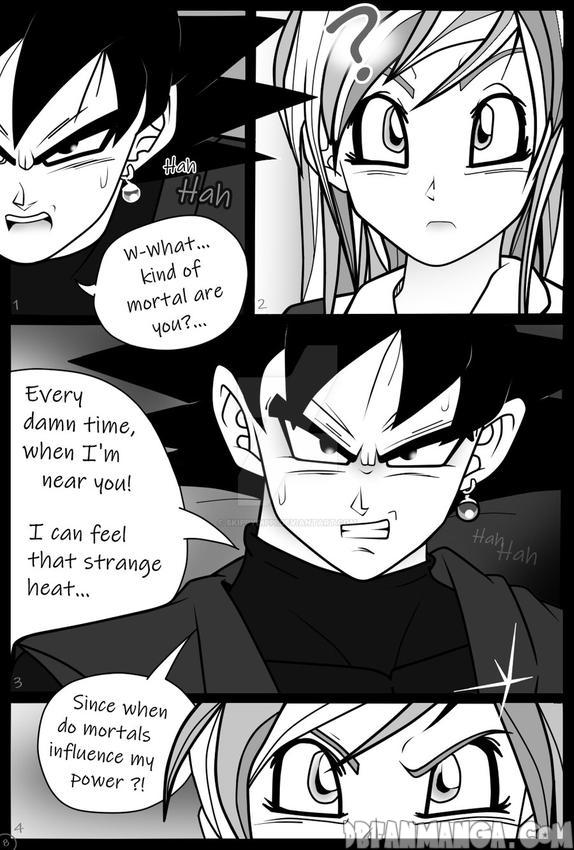 ?
Hah
Hah
W-What...
kind of
mortal are
you?...
1
2
Every
damn time,
when I'm
near you!
I can feel
that strange
heat...
Hah
Hah
3
Since when
do mortals
influence my
power ?!
4
8
DBFANMANGA.COM